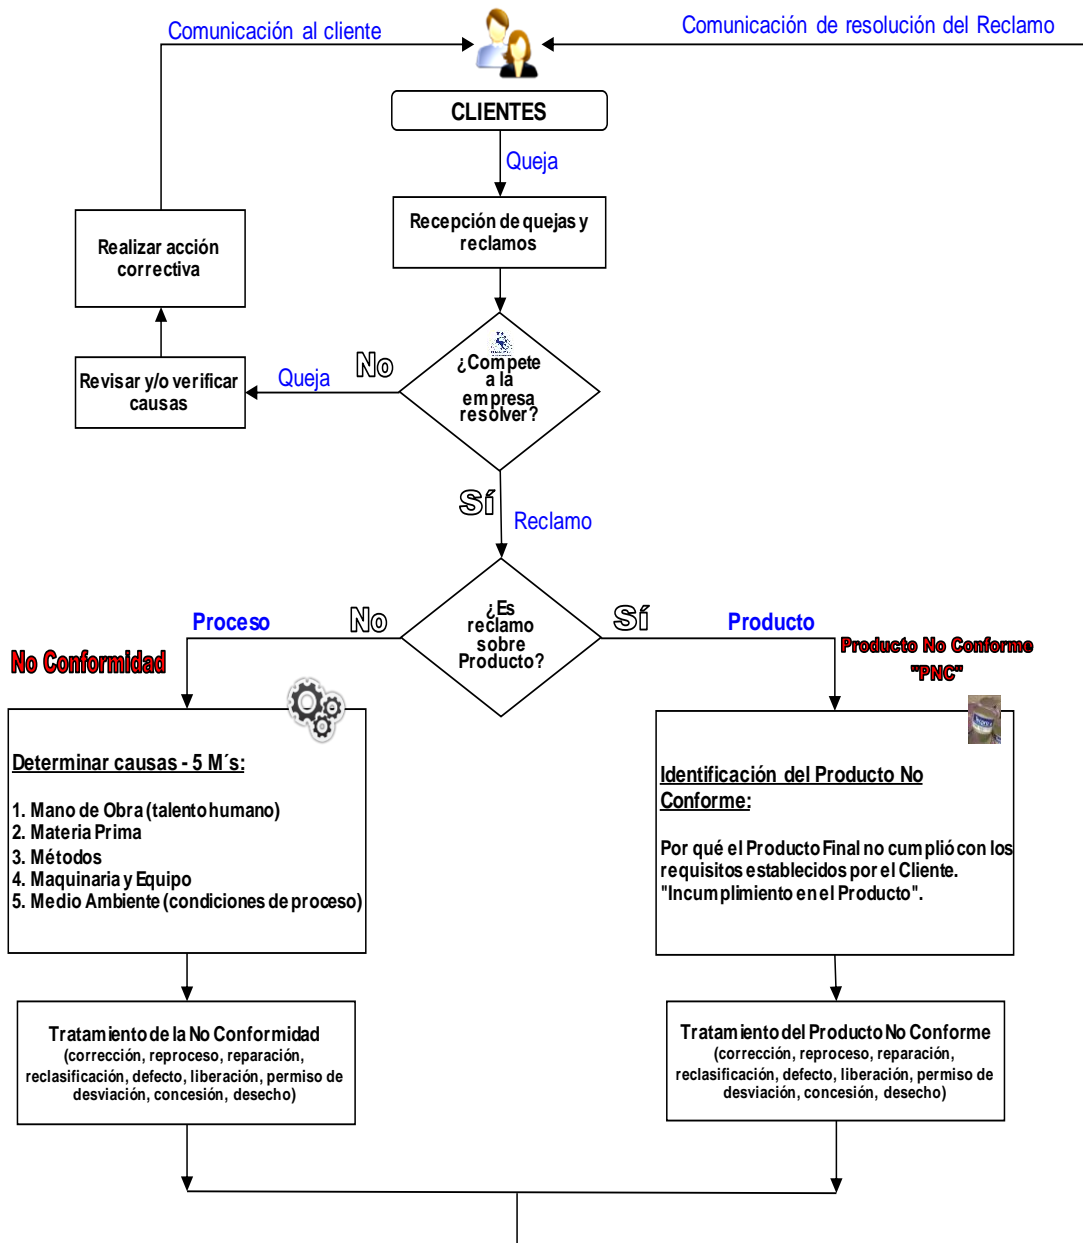 Comunicación al cliente
Comunicación de resolución del Reclamo
CLIENTES
Queja
Recepción de quejas y
reclamos
Realizar acción
correctiva
¿Compete
a la
empresa
resolver?
No
Queja
Revisar y/o verificar
causas
Sí
Reclamo
¿Es
reclamo
sobre
Producto?
No
Proceso
Sí
Producto
No Conformidad
Producto No Conforme
"PNC"
Determinar causas - 5 M´s:
1. Mano de Obra (talento humano)
2. Materia Prima
3. Métodos
4. Maquinaria y Equipo
5. Medio Ambiente (condiciones de proceso)
Identificación del Producto No
Conforme:
Por qué el Producto Final no cumplió con los
requisitos establecidos por el Cliente.
"Incumplimiento en el Producto".
Tratamiento de la No Conformidad
(corrección, reproceso, reparación,
reclasificación, defecto, liberación, permiso de
desviación, concesión, desecho)
Tratamiento del Producto No Conforme
(corrección, reproceso, reparación,
reclasificación, defecto, liberación, permiso de
desviación, concesión, desecho)